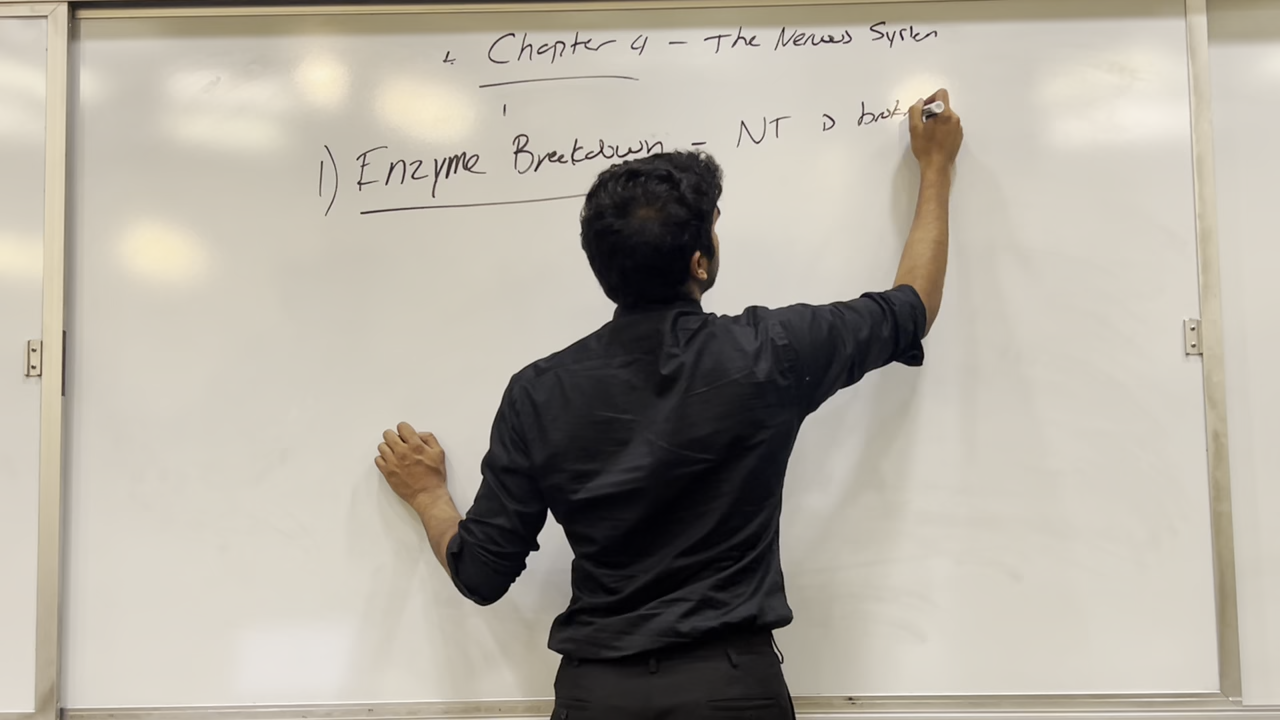 Chapter 4 - The Nervous System
1) Enzyme Breakdown - NT